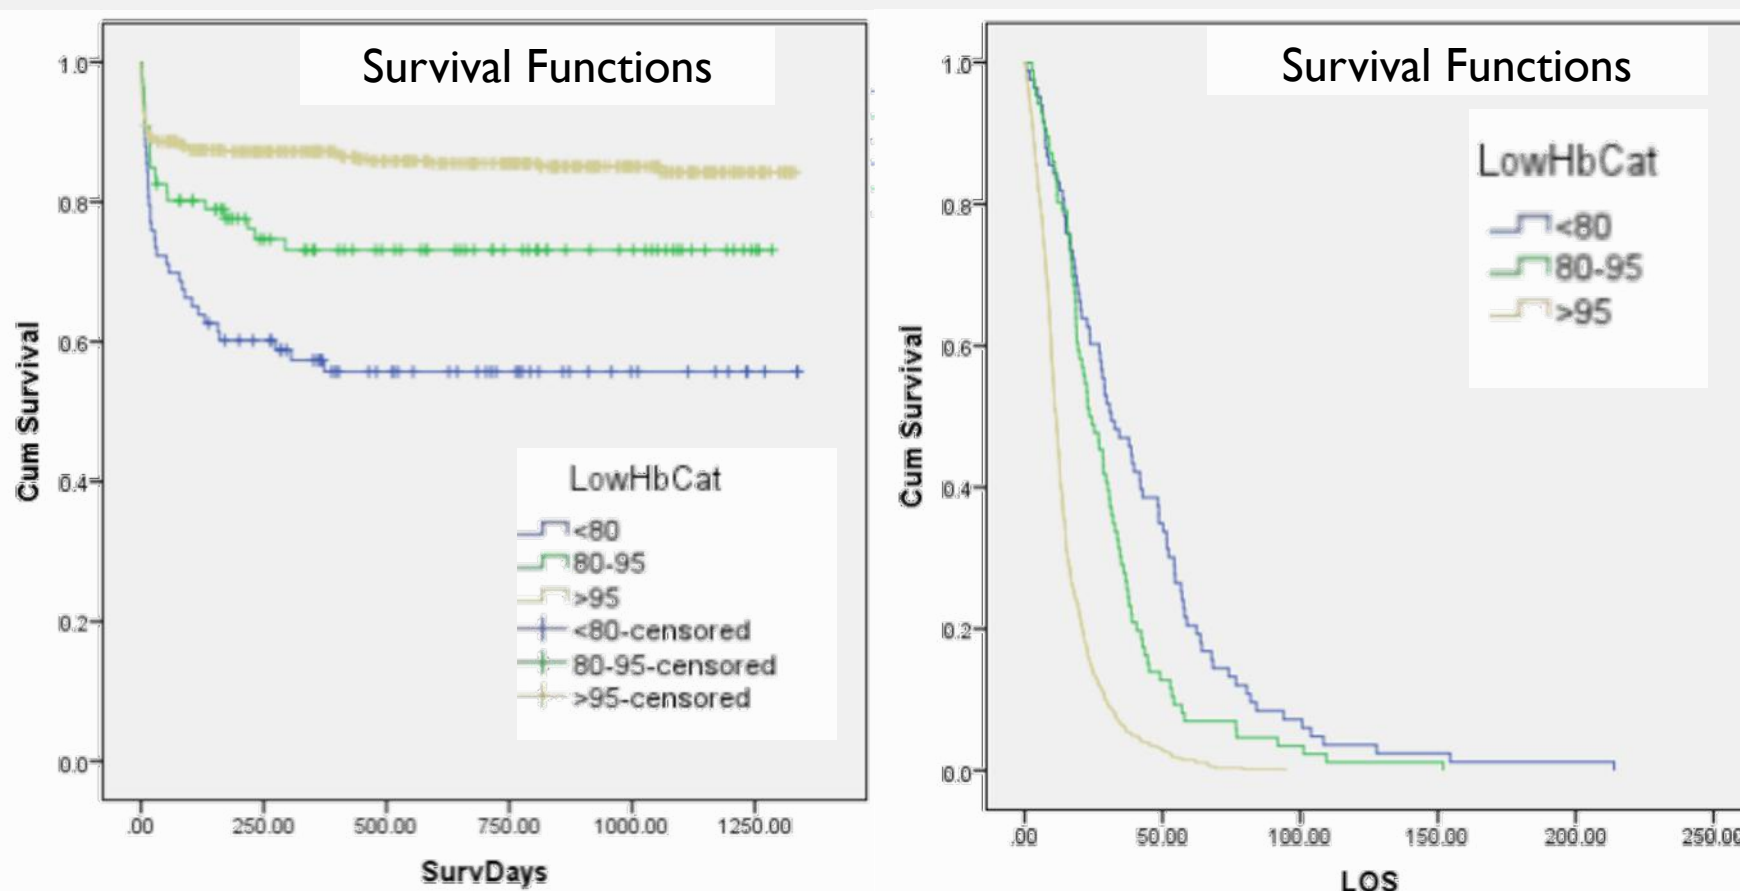 Survival Functions
1.0
0.8
0.6
0.4
0.2
0.0
Cum Survival
LowHbCat
<80
80-95
>95
<80-censored
80-95-censored
>95-censored
.00 250.00 500.00 750.00 1000.00 1250.00
SurvDays
Survival Functions
1.0
0.8
0.6
0.4
0.2
0.0
Cum Survival
LowHbCat
<80
80-95
>95
.00 50.00 100.00 150.00 200.00 250.00
LOS